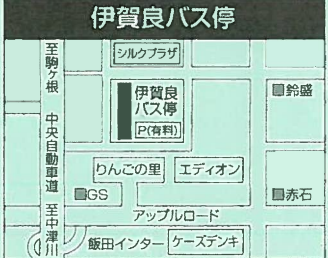 伊賀良バス停
シルクプラザ
至駒ヶ根
中央自動車道
至中津川
伊賀良
バス停
P(有料)
鈴盛
りんごの里
エディオン
GS
赤石
アップルロード
飯田インター
ケーズデンキ